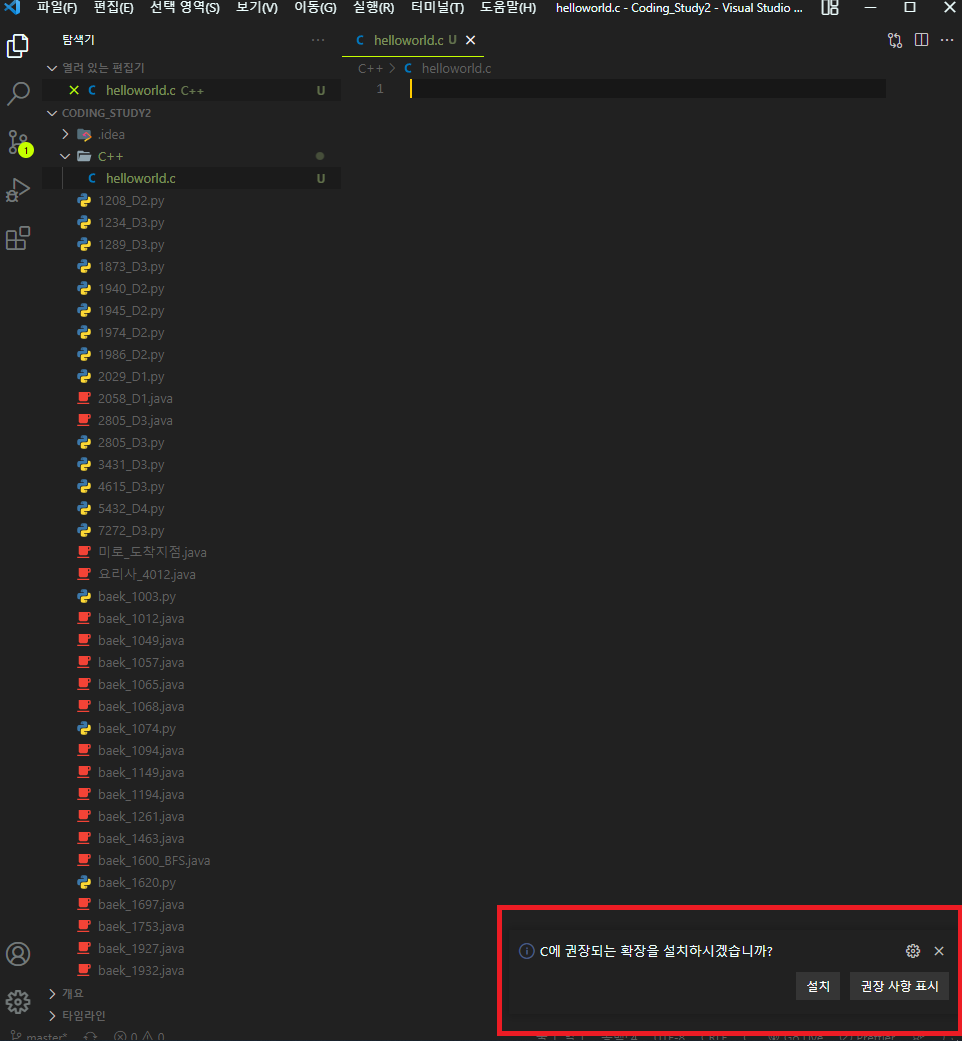 파일(F) 편집(E) 선택 영역(S) 보기(V) 이동(G) 실행(R) 터미널(T) 도움말(H) helloworld.c - Coding_Study2 - Visual Studio ...
탐색기 ···
helloworld.c U
열려 있는 편집기
C++ > C helloworld.c
C helloworld.c C++ U
1
CODING_STUDY2
.idea
C++
C helloworld.c U
1208_D2.py
1234_D3.py
1289_D3.py
1873_D3.py
1940_D2.py
1945_D2.py
1974_D2.py
1986_D2.py
2029_D1.py
2058_D1.java
2805_D3.java
2805_D3.py
3431_D3.py
4615_D3.py
5432_D4.py
7272_D3.py
미로_도착지점.java
요리사_4012.java
baek_1003.py
baek_1012.java
baek_1049.java
baek_1057.java
baek_1065.java
baek_1068.java
baek_1074.py
baek_1094.java
baek_1149.java
baek_1194.java
baek_1261.java
baek_1463.java
baek_1600_BFS.java
baek_1620.py
baek_1697.java
baek_1753.java
baek_1927.java
baek_1932.java
C에 권장되는 확장을 설치하시겠습니까?
설치 권장 사항 표시
개요
타임라인
master* 0 0